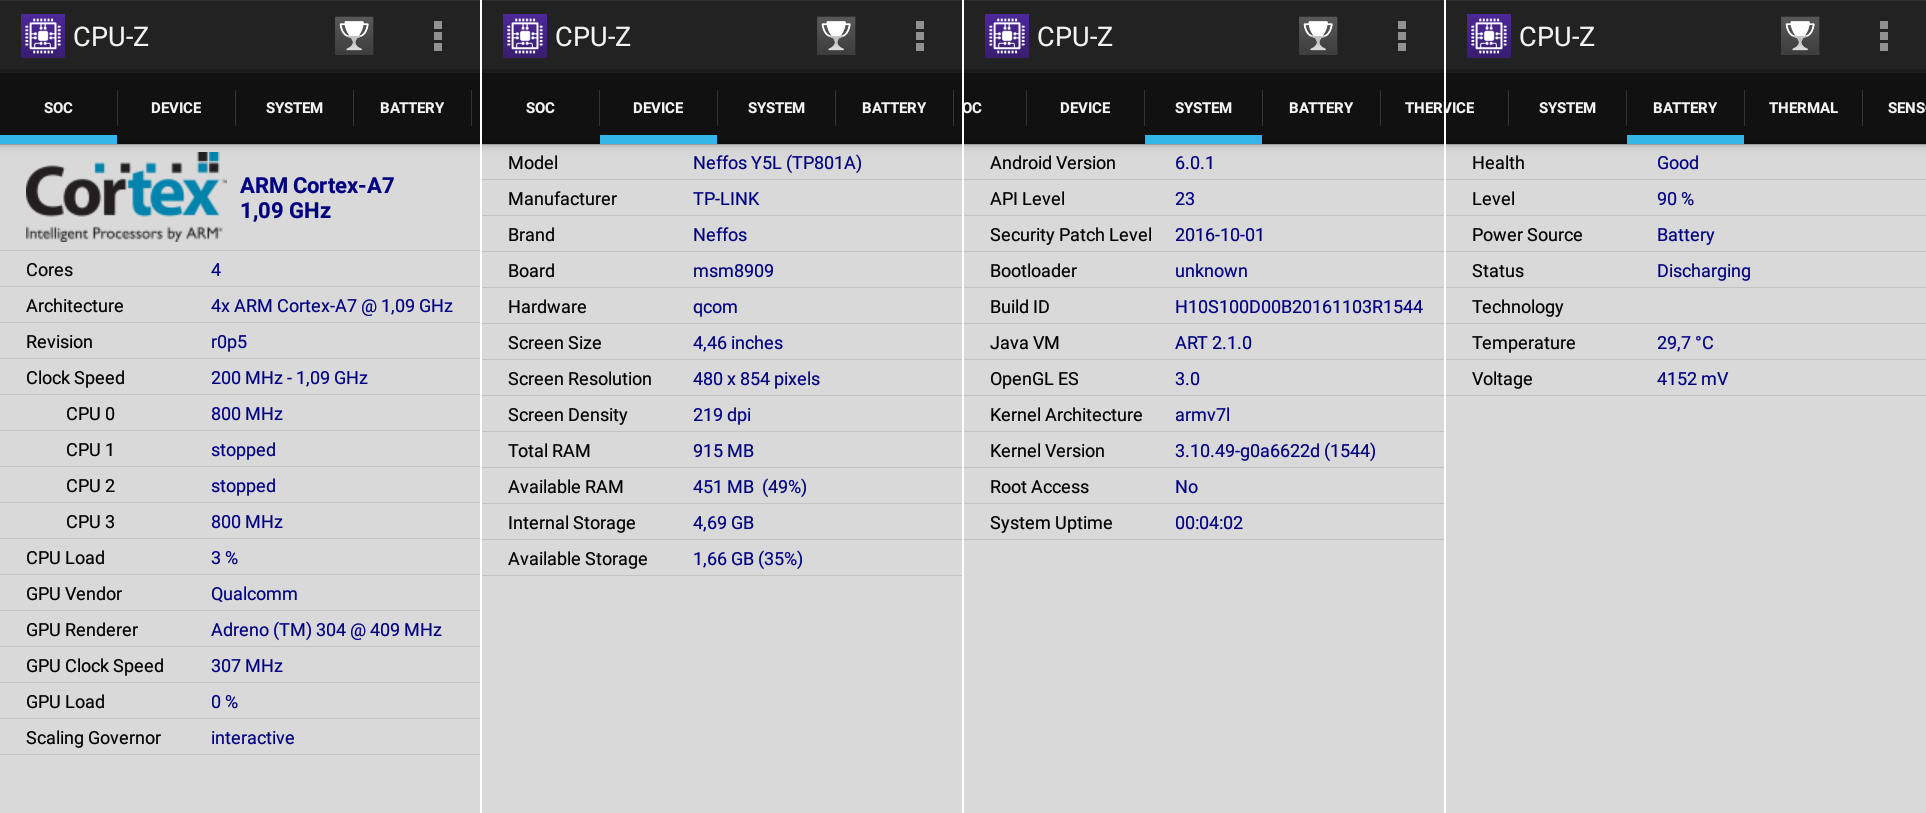 CPU-Z
SOC DEVICE SYSTEM BATTERY
Cortex™
Intelligent Processors by ARM®
ARM Cortex-A7
1,09 GHz
Cores 4
Architecture 4x ARM Cortex-A7 @ 1,09 GHz
Revision r0p5
Clock Speed 200 MHz - 1,09 GHz
CPU 0 800 MHz
CPU 1 stopped
CPU 2 stopped
CPU 3 800 MHz
CPU Load 3 %
GPU Vendor Qualcomm
GPU Renderer Adreno (TM) 304 @ 409 MHz
GPU Clock Speed 307 MHz
GPU Load 0 %
Scaling Governor interactive
CPU-Z
SOC DEVICE SYSTEM BATTERY
Model Neffos Y5L (TP801A)
Manufacturer TP-LINK
Brand Neffos
Board msm8909
Hardware qcom
Screen Size 4,46 inches
Screen Resolution 480 x 854 pixels
Screen Density 219 dpi
Total RAM 915 MB
Available RAM 451 MB (49%)
Internal Storage 4,69 GB
Available Storage 1,66 GB (35%)
CPU-Z
OC DEVICE SYSTEM BATTERY THER
Android Version 6.0.1
API Level 23
Security Patch Level 2016-10-01
Bootloader unknown
Build ID H10S100D00B20161103R1544
Java VM ART 2.1.0
OpenGL ES 3.0
Kernel Architecture armv7l
Kernel Version 3.10.49-g0a6622d (1544)
Root Access No
System Uptime 00:04:02
CPU-Z
VICE SYSTEM BATTERY THERMAL SENS
Health Good
Level 90 %
Power Source Battery
Status Discharging
Technology
Temperature 29,7 °C
Voltage 4152 mV